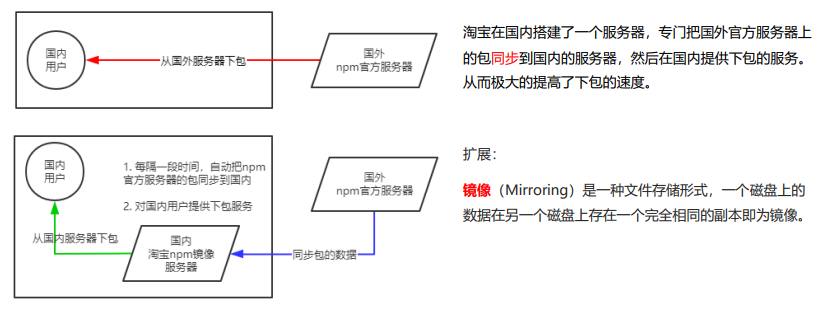 国内
用户
从国外服务器下包
国外
npm官方服务器
淘宝在国内搭建了一个服务器，专门把国外官方服务器上
的包同步到国内的服务器，然后在国内提供下包的服务。
从而极大的提高了下包的速度。
国内
用户
1. 每隔一段时间，自动把npm
官方服务器的包同步到国内
2. 对国内用户提供下包服务
国外
npm官方服务器
从国内服务器下包
国内
淘宝npm镜像
服务器
同步包的数据
扩展：
镜像（Mirroring）是一种文件存储形式，一个磁盘上的
数据在另一个磁盘上存在一个完全相同的副本即为镜像。